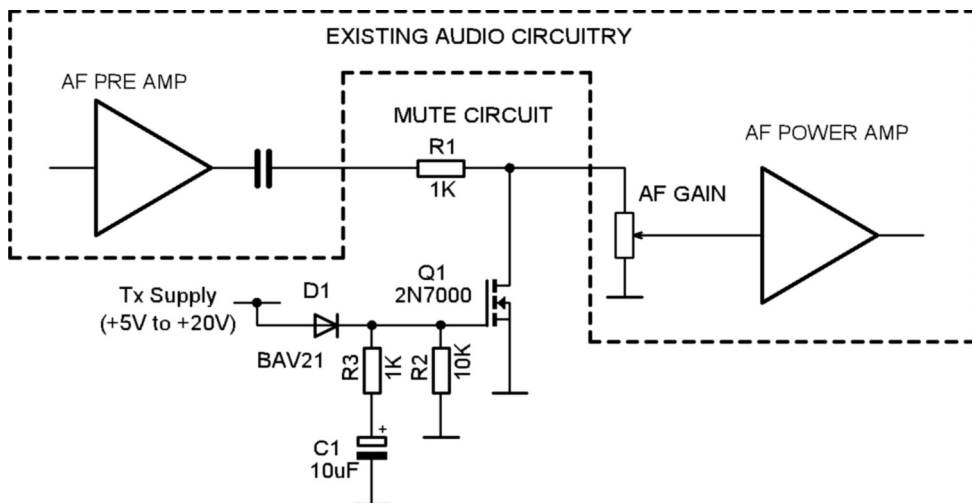 EXISTING AUDIO CIRCUITRY
AF PRE AMP
MUTE CIRCUIT
AF POWER AMP
R1
1K
AF GAIN
Q1
2N7000
Tx Supply
(+5V to +20V)
D1
BAV21
R3
1K
R2
10K
+
C1
10uF